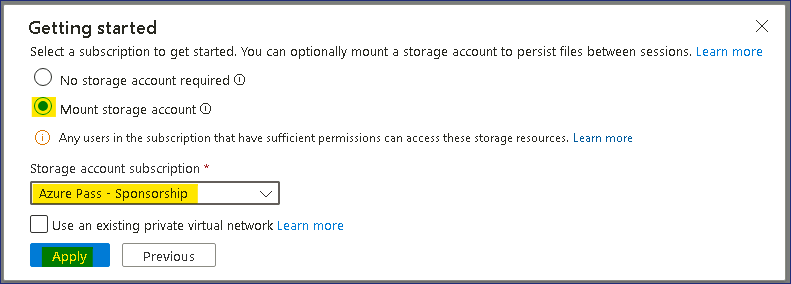 Getting started
Select a subscription to get started. You can optionally mount a storage account to persist files between sessions. Learn more
No storage account required
Mount storage account
Any users in the subscription that have sufficient permissions can access these storage resources. Learn more
Storage account subscription *
Azure Pass - Sponsorship
Use an existing private virtual network Learn more
Apply Previous